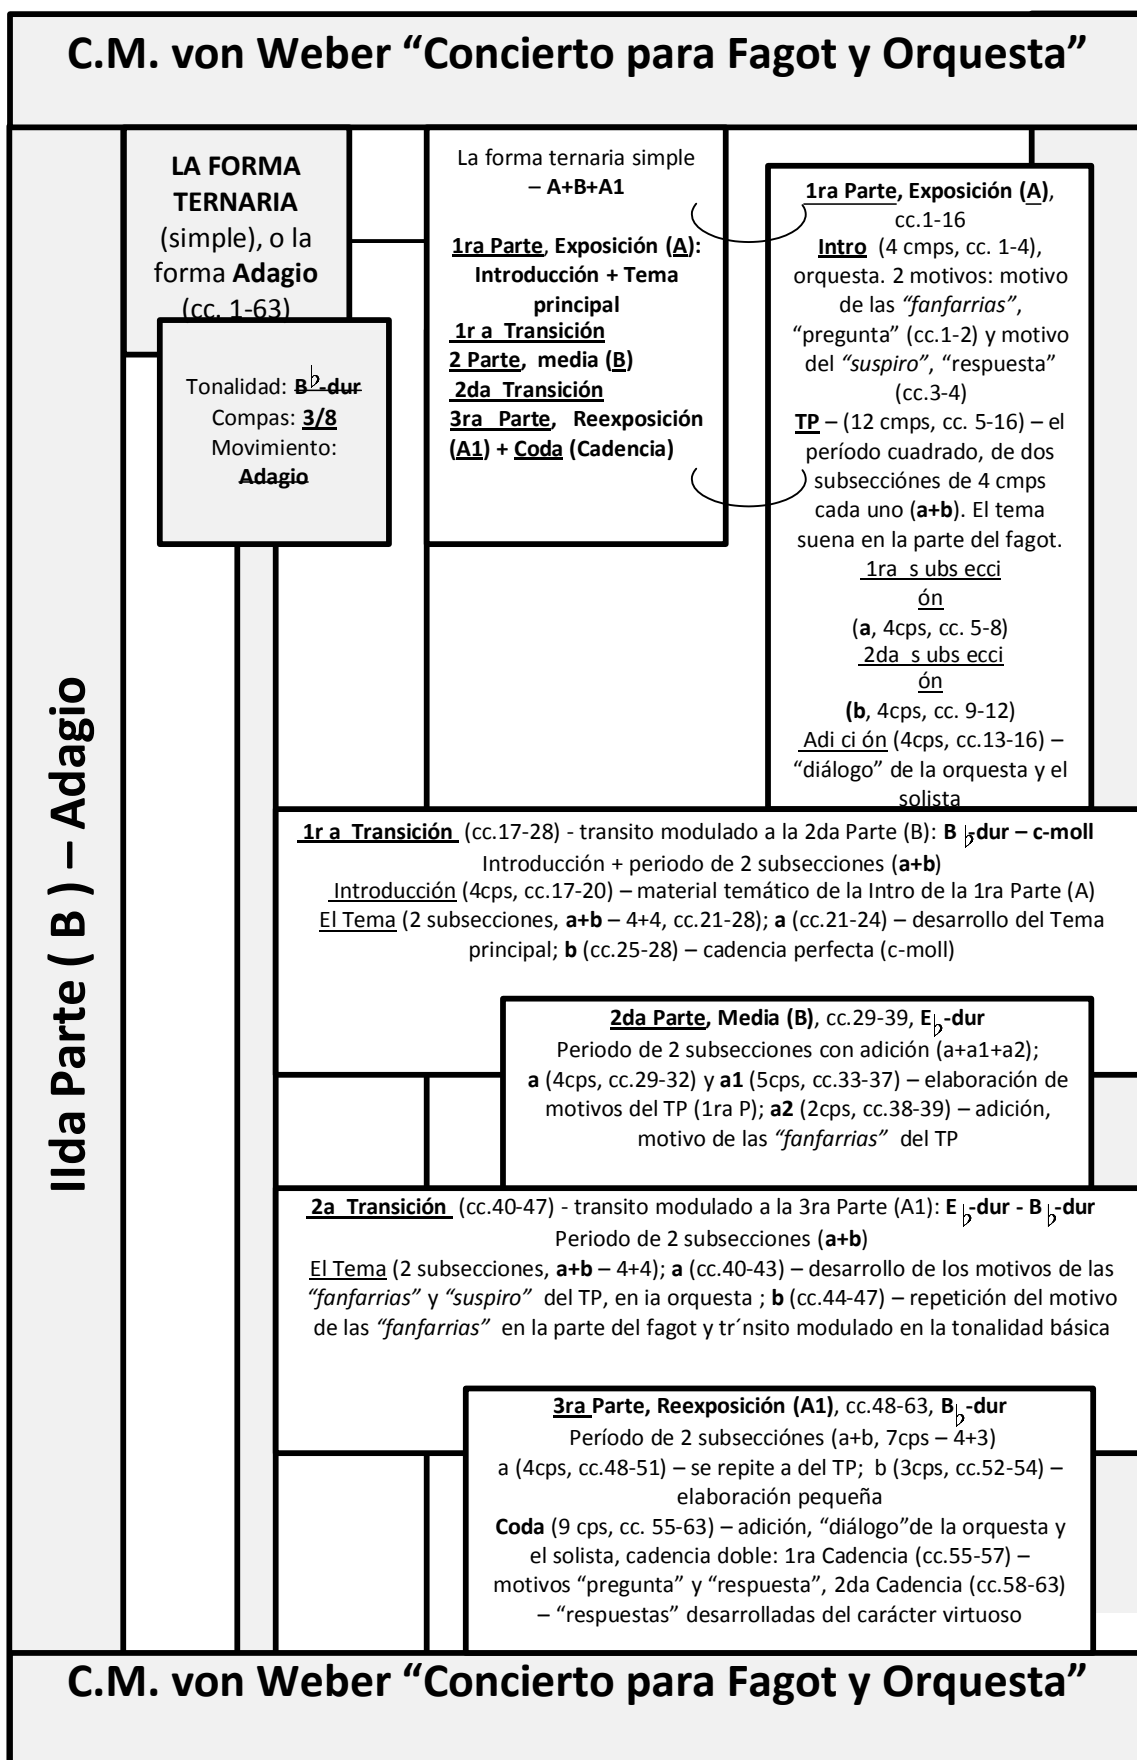 C.M. von Weber “Concierto para Fagot y Orquesta”
IIda Parte ( B ) – Adagio
LA FORMA
TERNARIA
(simple), o la
forma Adagio
(cc. 1-63)
Tonalidad: B♭-dur
Compas: 3/8
Movimiento:
Adagio
La forma ternaria simple
– A+B+A1
1ra Parte, Exposición (A):
Introducción + Tema
principal
1r a Transición
2 Parte, media (B)
2da Transición
3ra Parte, Reexposición
(A1) + Coda (Cadencia)
1ra Parte, Exposición (A),
cc.1-16
Intro (4 cmps, cc. 1-4),
orquesta. 2 motivos: motivo
de las “fanfarrias”,
“pregunta” (cc.1-2) y motivo
del “suspiro”, “respuesta”
(cc.3-4)
TP – (12 cmps, cc. 5-16) – el
período cuadrado, de dos
subsecciónes de 4 cmps
cada uno (a+b). El tema
suena en la parte del fagot.
1ra s ubs ecci
ón
(a, 4cps, cc. 5-8)
2da s ubs ecci
ón
(b, 4cps, cc. 9-12)
Adi ci ón (4cps, cc.13-16) –
“diálogo” de la orquesta y el
solista
1r a Transición (cc.17-28) - transito modulado a la 2da Parte (B): B ♭-dur – c-moll
Introducción + periodo de 2 subsecciones (a+b)
Introducción (4cps, cc.17-20) – material temático de la Intro de la 1ra Parte (A)
El Tema (2 subsecciones, a+b – 4+4, cc.21-28); a (cc.21-24) – desarrollo del Tema
principal; b (cc.25-28) – cadencia perfecta (c-moll)
2da Parte, Media (B), cc.29-39, E♭-dur
Periodo de 2 subsecciones con adición (a+a1+a2);
a (4cps, cc.29-32) y a1 (5cps, cc.33-37) – elaboración de
motivos del TP (1ra P); a2 (2cps, cc.38-39) – adición,
motivo de las “fanfarrias” del TP
2a Transición (cc.40-47) - transito modulado a la 3ra Parte (A1): E ♭-dur - B ♭-dur
Periodo de 2 subsecciones (a+b)
El Tema (2 subsecciones, a+b – 4+4); a (cc.40-43) – desarrollo de los motivos de las
“fanfarrias” y “suspiro” del TP, en ia orquesta ; b (cc.44-47) – repetición del motivo
de las “fanfarrias” en la parte del fagot y tr´nsito modulado en la tonalidad básica
3ra Parte, Reexposición (A1), cc.48-63, B♭-dur
Período de 2 subsecciónes (a+b, 7cps – 4+3)
a (4cps, cc.48-51) – se repite a del TP; b (3cps, cc.52-54) –
elaboración pequeña
Coda (9 cps, cc. 55-63) – adición, “diálogo”de la orquesta y
el solista, cadencia doble: 1ra Cadencia (cc.55-57) –
motivos “pregunta” y “respuesta”, 2da Cadencia (cc.58-63)
– “respuestas” desarrolladas del carácter virtuoso
C.M. von Weber “Concierto para Fagot y Orquesta”